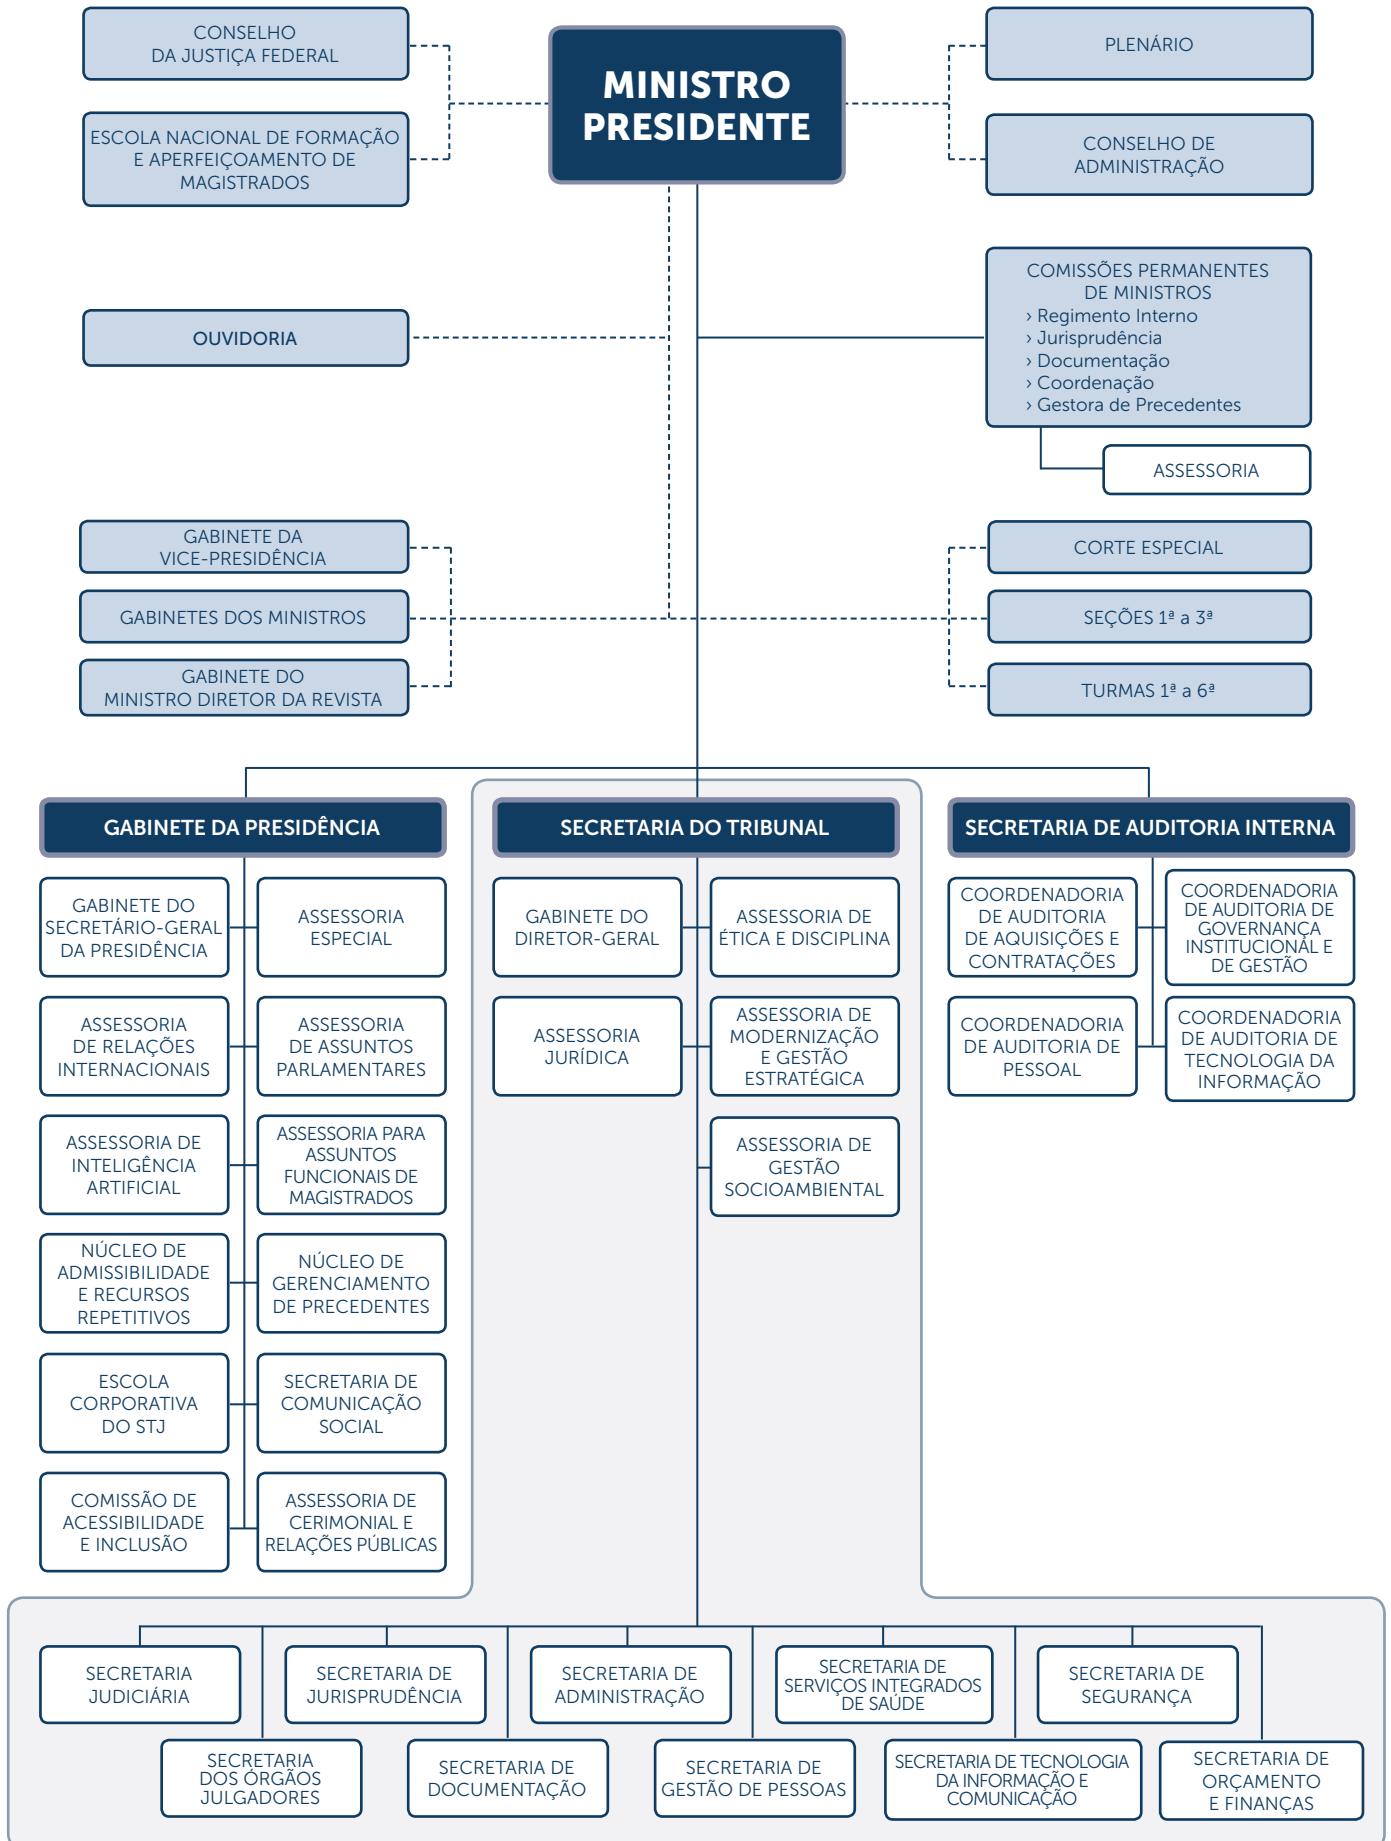 CONSELHO
DA JUSTIÇA FEDERAL
ESCOLA NACIONAL DE FORMAÇÃO
E APERFEIÇOAMENTO DE
MAGISTRADOS
MINISTRO
PRESIDENTE
PLENÁRIO
CONSELHO DE
ADMINISTRAÇÃO
OUVIDORIA
COMISSÕES PERMANENTES
DE MINISTROS
› Regimento Interno
› Jurisprudência
› Documentação
› Coordenação
› Gestora de Precedentes
ASSESSORIA
GABINETE DA
VICE-PRESIDÊNCIA
GABINETES DOS MINISTROS
GABINETE DO
MINISTRO DIRETOR DA REVISTA
CORTE ESPECIAL
SEÇÕES 1ª a 3ª
TURMAS 1ª a 6ª
GABINETE DA PRESIDÊNCIA
GABINETE DO
SECRETÁRIO-GERAL
DA PRESIDÊNCIA
ASSESSORIA
ESPECIAL
ASSESSORIA
DE RELAÇÕES
INTERNACIONAIS
ASSESSORIA
DE ASSUNTOS
PARLAMENTARES
ASSESSORIA DE
INTELIGÊNCIA
ARTIFICIAL
ASSESSORIA PARA
ASSUNTOS
FUNCIONAIS DE
MAGISTRADOS
NÚCLEO DE
ADMISSIBILIDADE
E RECURSOS
REPETITIVOS
NÚCLEO DE
GERENCIAMENTO
DE PRECEDENTES
ESCOLA
CORPORATIVA
DO STJ
SECRETARIA DE
COMUNICAÇÃO
SOCIAL
COMISSÃO DE
ACESSIBILIDADE
E INCLUSÃO
ASSESSORIA DE
CERIMONIAL E
RELAÇÕES PÚBLICAS
SECRETARIA DO TRIBUNAL
GABINETE DO
DIRETOR-GERAL
ASSESSORIA DE
ÉTICA E DISCIPLINA
ASSESSORIA
JURÍDICA
ASSESSORIA DE
MODERNIZAÇÃO
E GESTÃO
ESTRATÉGICA
ASSESSORIA DE
GESTÃO
SOCIOAMBIENTAL
SECRETARIA DE AUDITORIA INTERNA
COORDENADORIA
DE AUDITORIA
DE AQUISIÇÕES E
CONTRATAÇÕES
COORDENADORIA
DE AUDITORIA DE
GOVERNANÇA
INSTITUCIONAL E
DE GESTÃO
COORDENADORIA
DE AUDITORIA DE
PESSOAL
COORDENADORIA
DE AUDITORIA DE
TECNOLOGIA DA
INFORMAÇÃO
SECRETARIA
JUDICIÁRIA
SECRETARIA DE
JURISPRUDÊNCIA
SECRETARIA DE
ADMINISTRAÇÃO
SECRETARIA DE
SERVIÇOS INTEGRADOS
DE SAÚDE
SECRETARIA DE
SEGURANÇA
SECRETARIA
DOS ÓRGÃOS
JULGADORES
SECRETARIA DE
DOCUMENTAÇÃO
SECRETARIA DE
GESTÃO DE PESSOAS
SECRETARIA DE TECNOLOGIA
DA INFORMAÇÃO E
COMUNICAÇÃO
SECRETARIA DE
ORÇAMENTO
E FINANÇAS